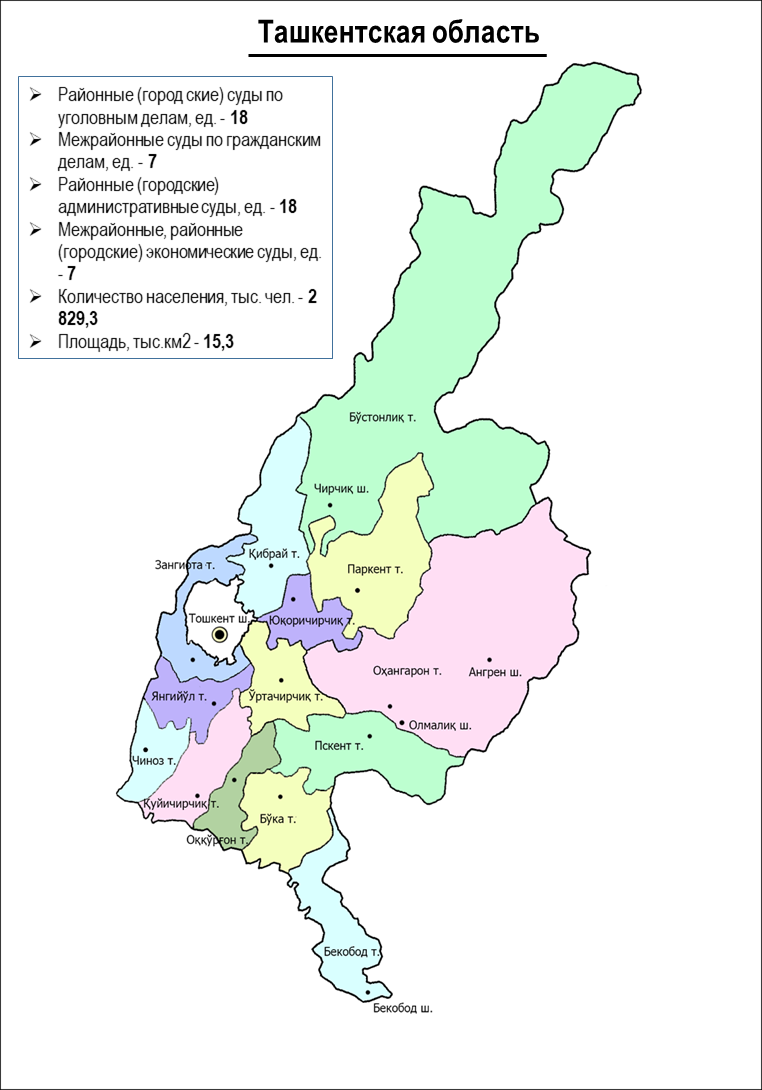 Ташкентская область
➢ Районные (город ские) суды по
уголовным делам, ед. - 18
➢ Межрайонные суды по гражданским
делам, ед. - 7
➢ Районные (городские)
административные суды, ед. - 18
➢ Межрайонные, районные
(городские) экономические суды, ед.
- 7
➢ Количество населения, тыс. чел. - 2
829,3
➢ Площадь, тыс.км2 - 15,3
Бўстонлиқ т.
Чирчиқ ш.
Қибрай т.
Зангиота т.
Паркент т.
Тошкент ш.
Юқоричирчиқ т.
Оҳангарон т.
Ангрен ш.
Янгийўл т.
Ўртачирчиқ т.
Олмалиқ ш.
Пскент т.
Чиноз т.
Қуйичирчиқ т.
Бўка т.
Оққўрғон т.
Бекобод т.
Бекобод ш.